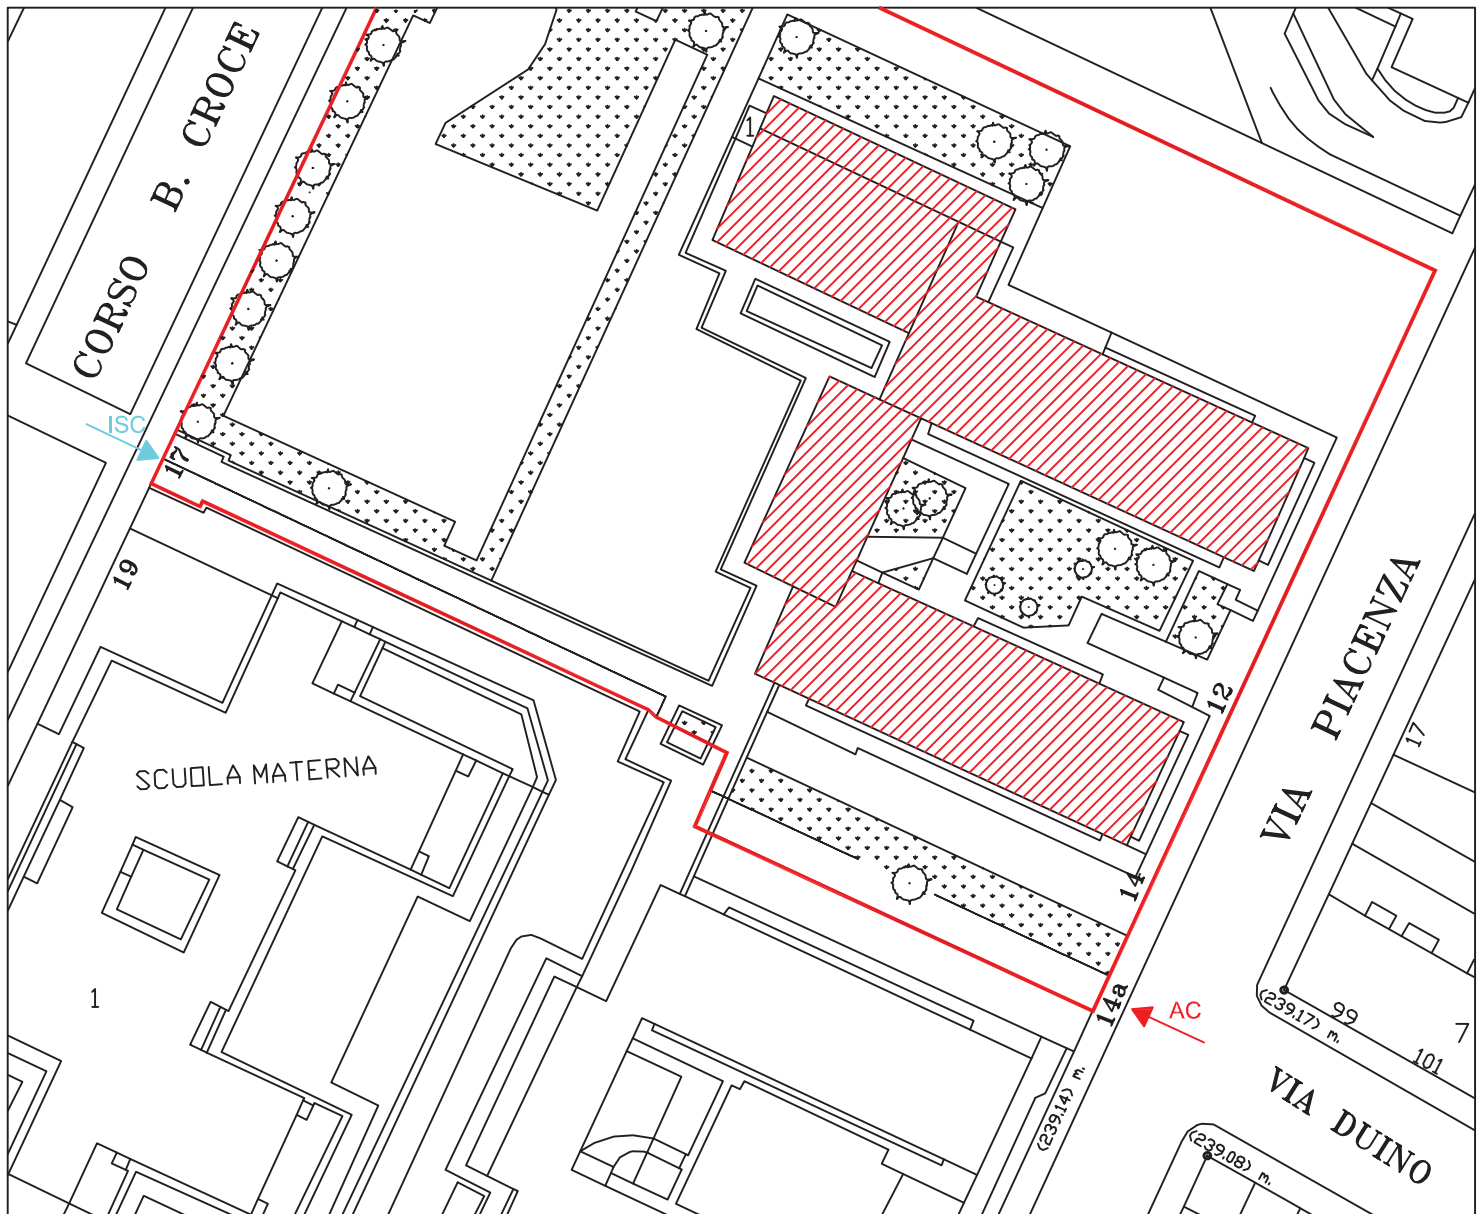 CORSO B. CROCE
1
ISC
17
19
SCUOLA MATERNA
1
VIA PIACENZA
12
14
14a
AC
17
(239.17) m.
99
7
101
(239.14) m.
VIA DUINO
(239.08) m.